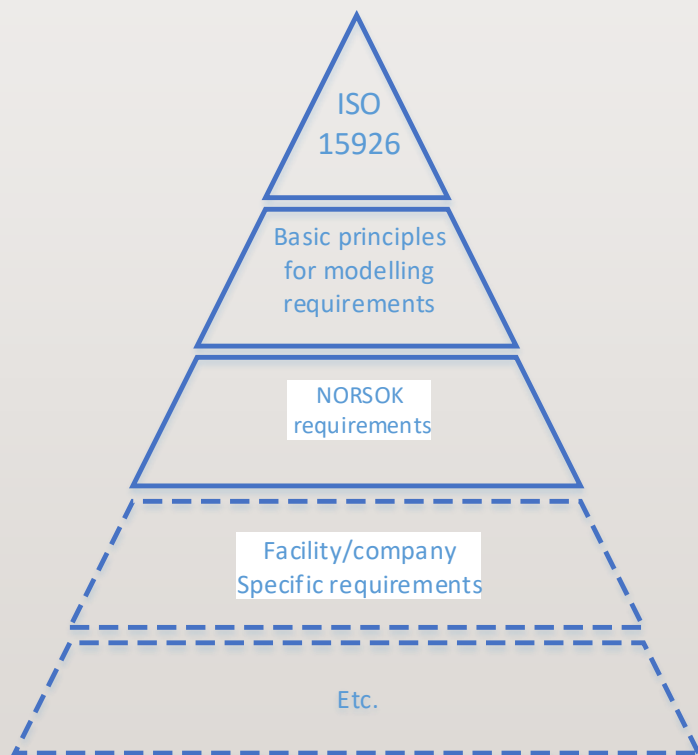 ISO
15926
Basic principles
for modelling
requirements
NORSOK
requirements
Facility/company
Specific requirements
Etc.